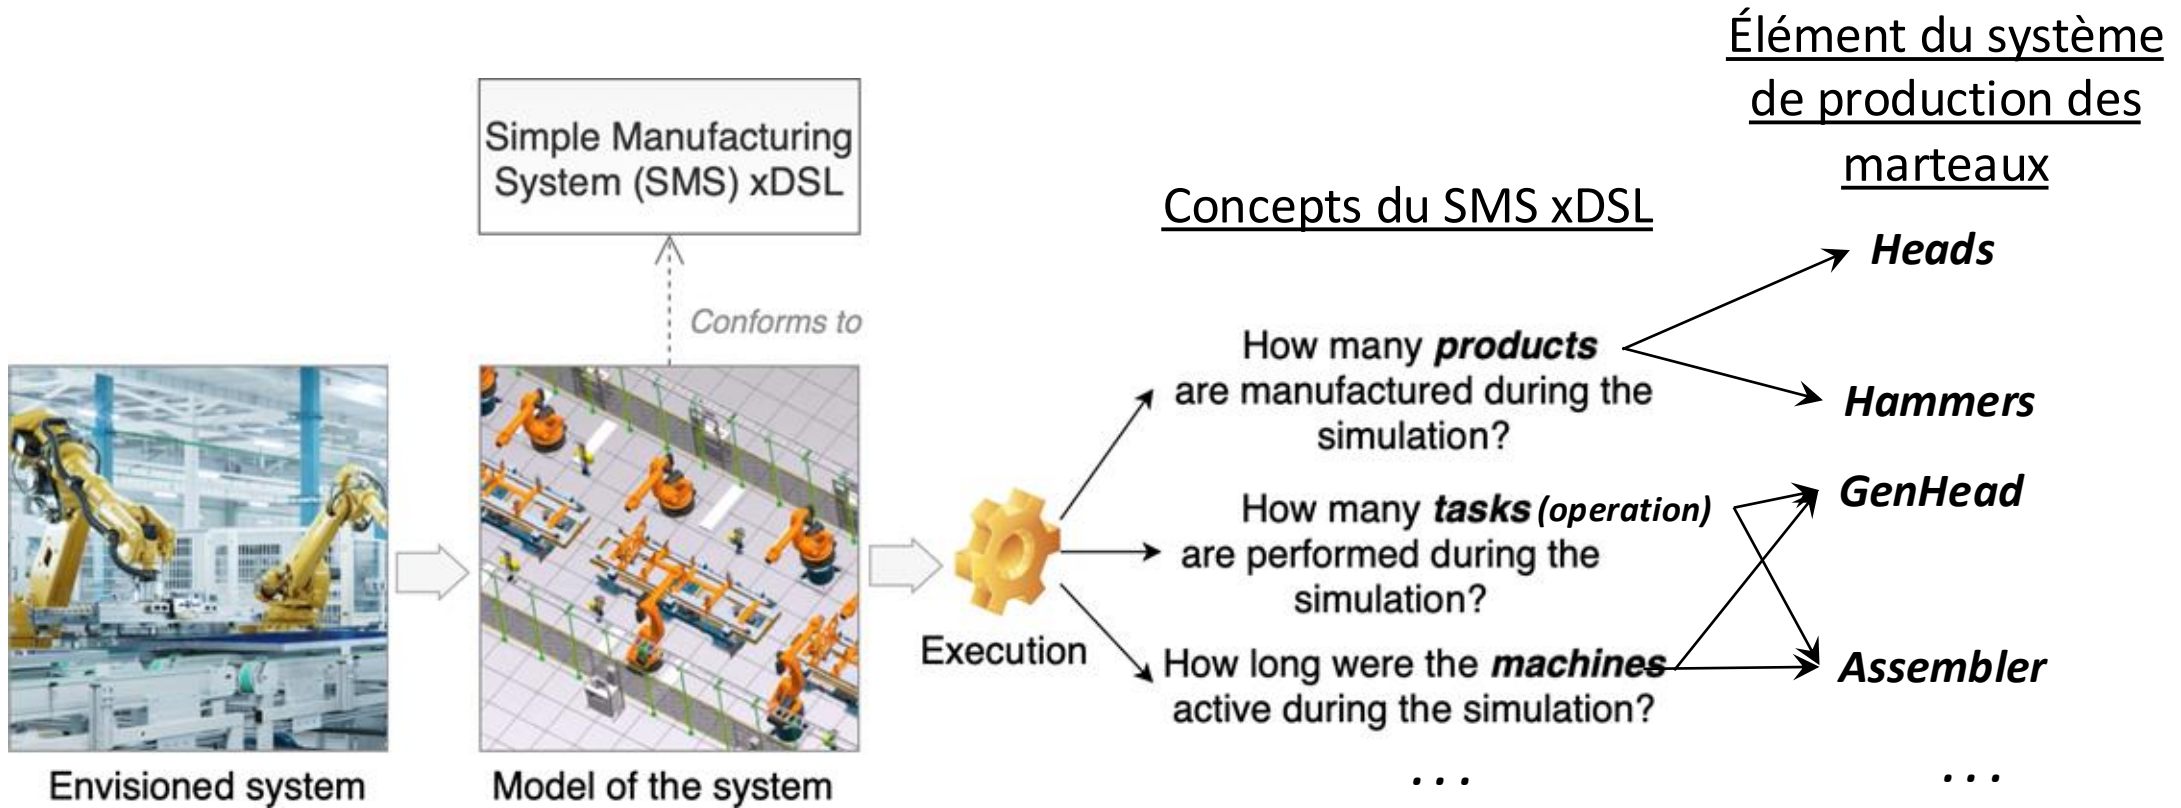 Élément du système
de production des
marteaux
Simple Manufacturing
System (SMS) xDSL
Concepts du SMS xDSL
Heads
Conforms to
How many products
are manufactured during the
simulation?
Hammers
How many tasks (operation)
are performed during the
simulation?
GenHead
Execution
How long were the machines
active during the simulation?
Assembler
Envisioned system
Model of the system
. . .
. . .